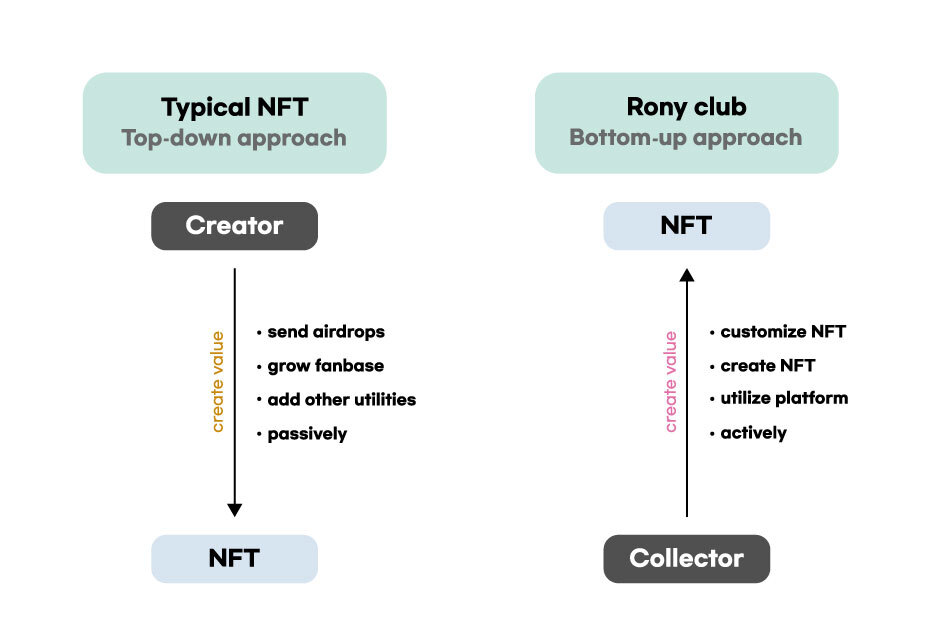 Typical NFT
Top-down approach
Creator
create value
· send airdrops
· grow fanbase
· add other utilities
· passively
NFT
Rony club
Bottom-up approach
NFT
create value
· customize NFT
· create NFT
· utilize platform
· actively
Collector